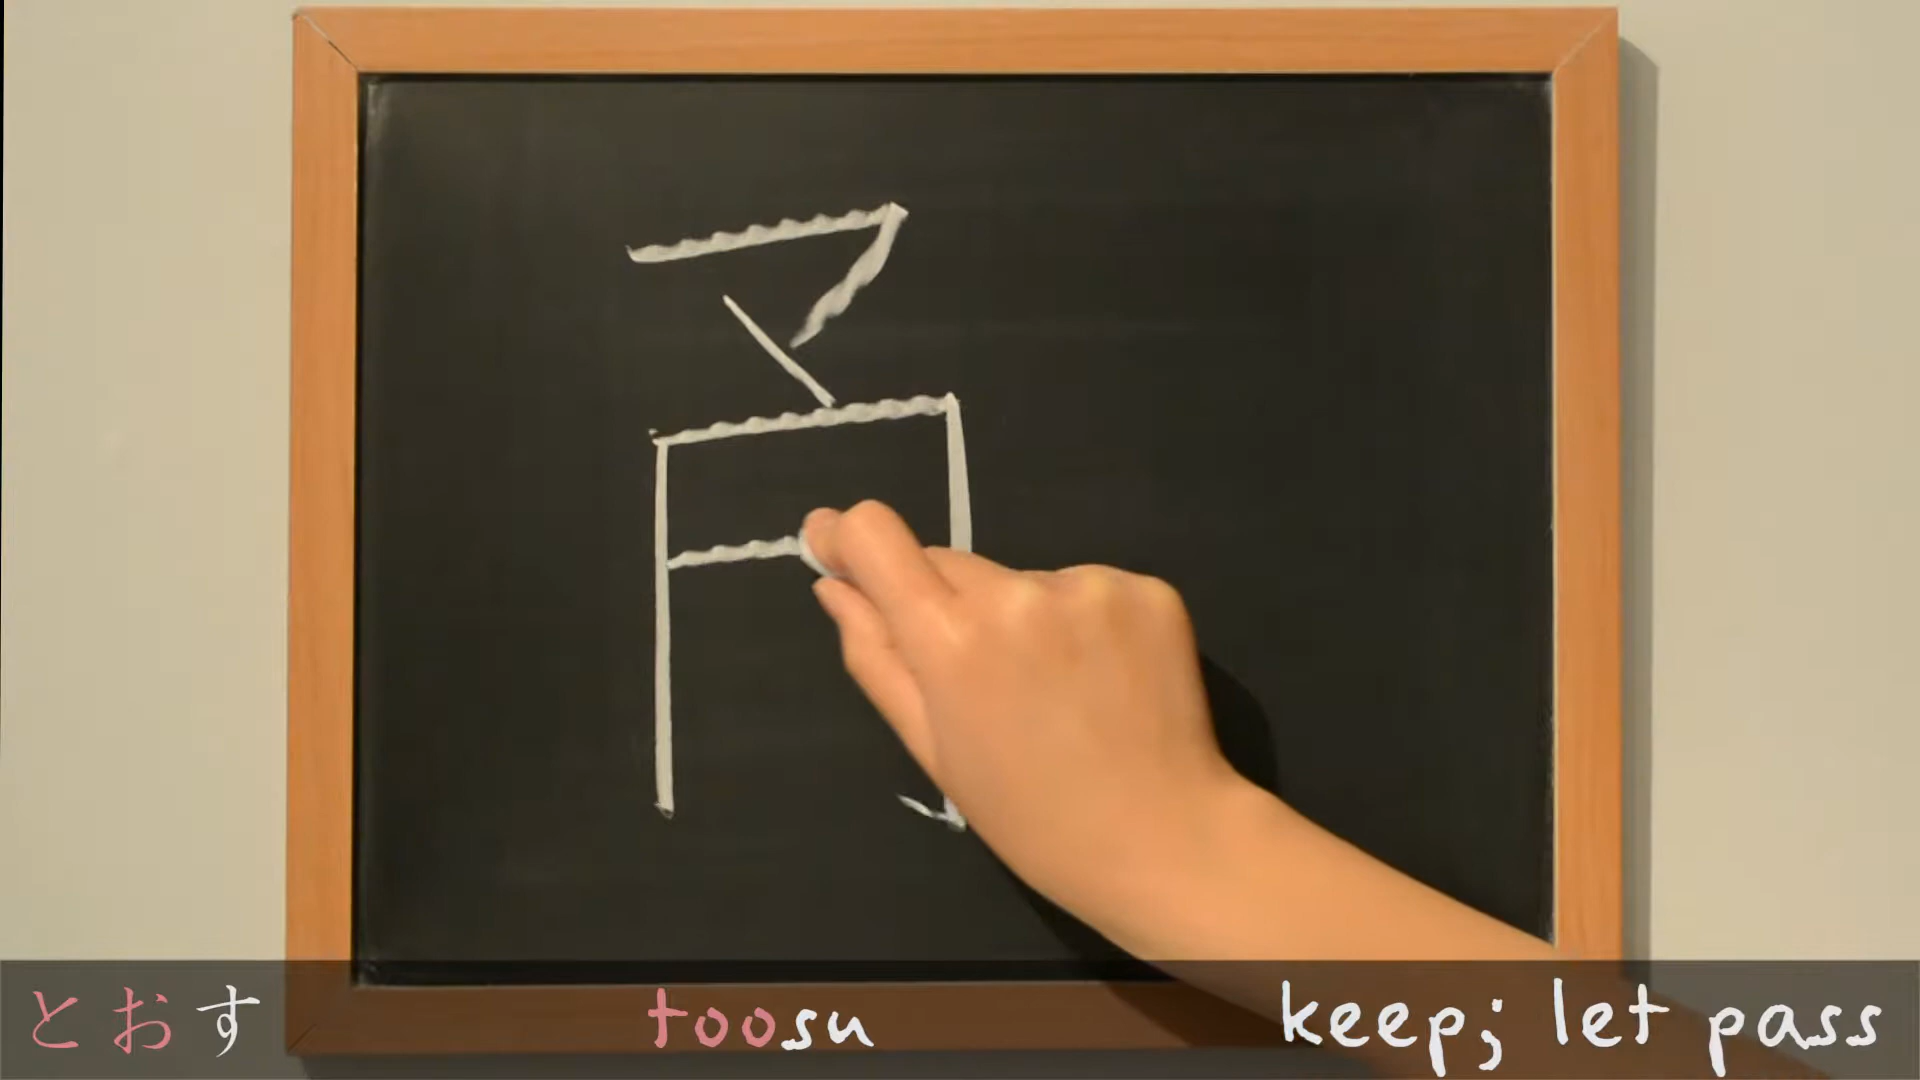 とおす
toosu
keep; let pass